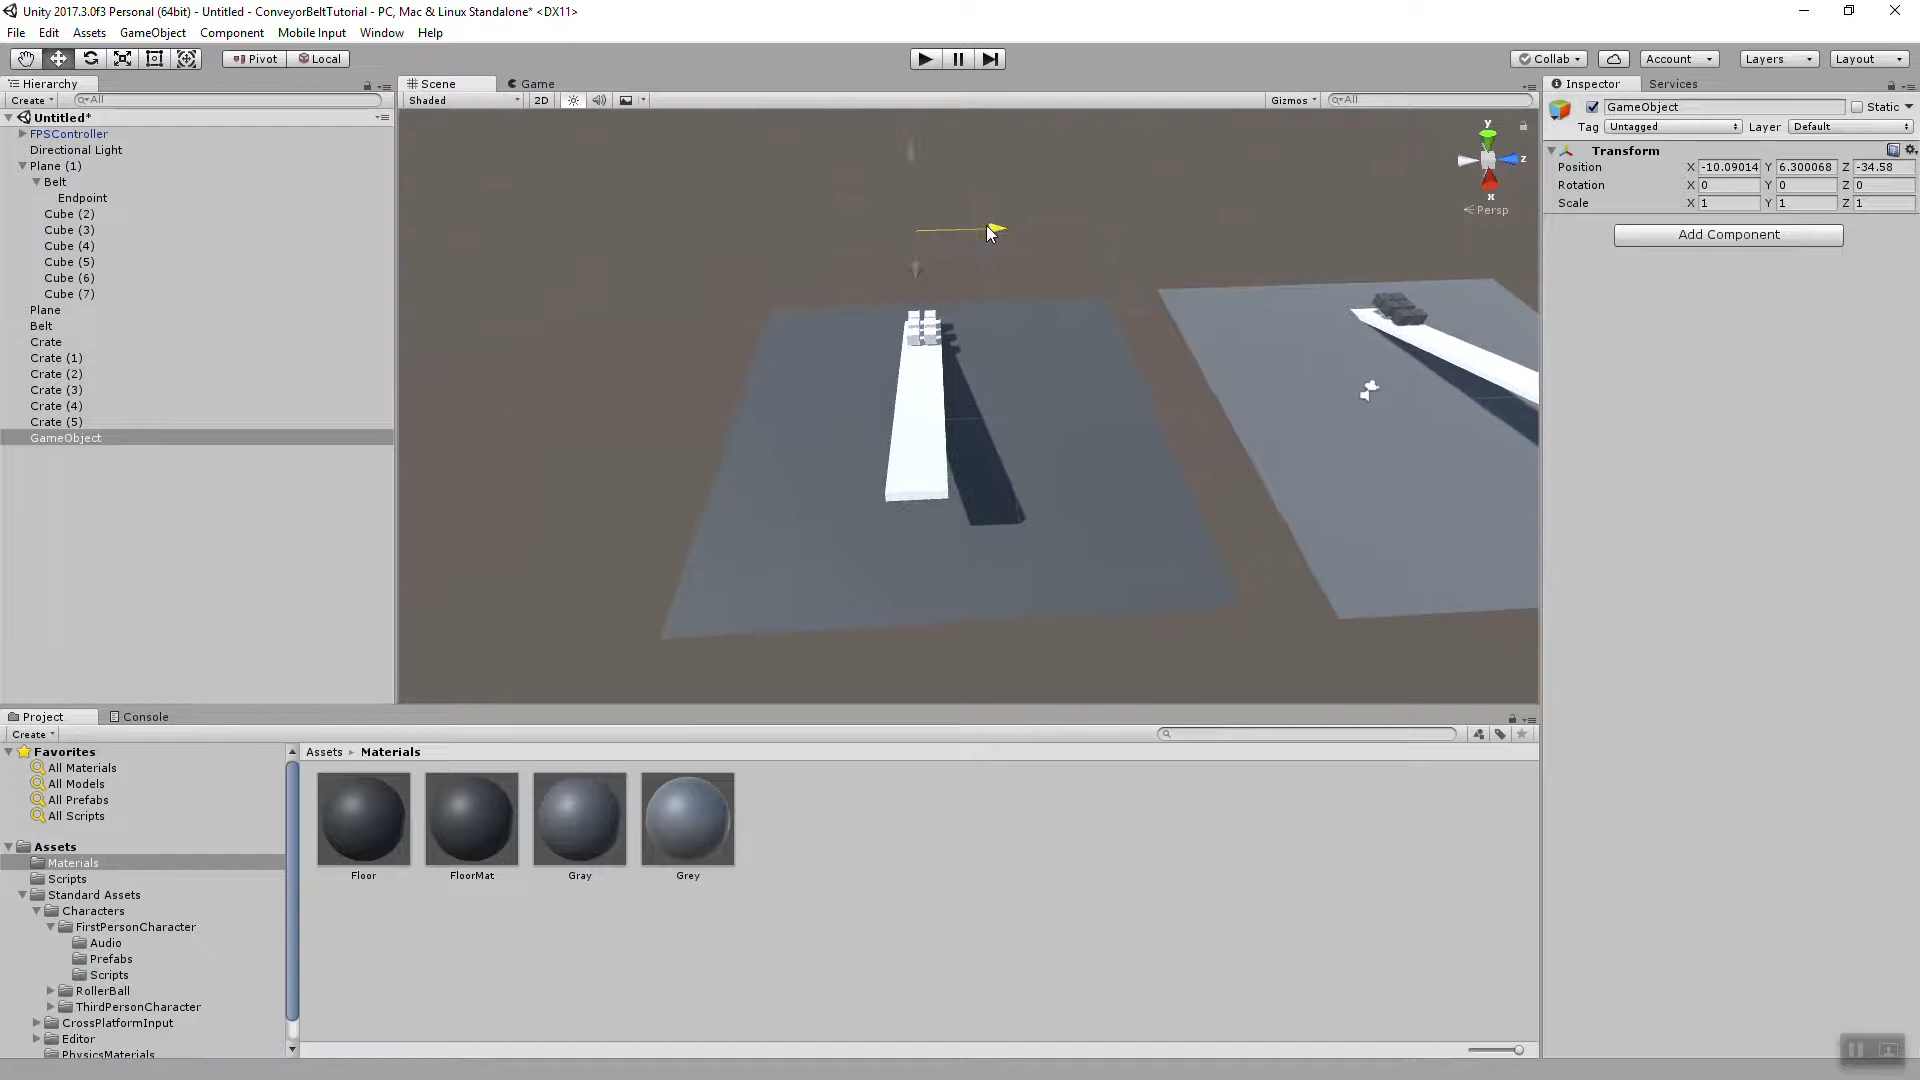 Unity 2017.3.0f3 Personal (64bit) - Untitled - ConveyorBeltTutorial - PC, Mac & Linux Standalone* <DX11>
File Edit Assets GameObject Component Mobile Input Window Help
Pivot Local Collab Account Layers Layout
Hierarchy
Create All
Untitled*
FPSController
Directional Light
Plane (1)
Belt
Endpoint
Cube (2)
Cube (3)
Cube (4)
Cube (5)
Cube (6)
Cube (7)
Plane
Belt
Crate
Crate (1)
Crate (2)
Crate (3)
Crate (4)
Crate (5)
GameObject
Scene Game
Shaded 2D Gizmos All
y
z
x
Persp
Inspector Services
GameObject Static
Tag Untagged Layer Default
Transform
Position X -10.09014 Y 6.300068 Z -34.58
Rotation X 0 Y 0 Z 0
Scale X 1 Y 1 Z 1
Add Component
Project Console
Create
Favorites
All Materials
All Models
All Prefabs
All Scripts
Assets
Materials
Scripts
Standard Assets
Characters
FirstPersonCharacter
Audio
Prefabs
Scripts
RollerBall
ThirdPersonCharacter
CrossPlatformInput
Editor
PhysicsMaterials
Assets Materials
Floor FloorMat Gray Grey